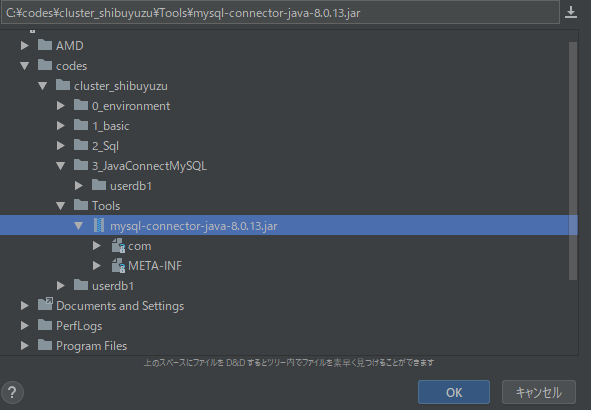 C:¥codes¥cluster_shibuyuzu¥Tools¥mysql-connector-java-8.0.13.jar
AMD
codes
cluster_shibuyuzu
0_environment
1_basic
2_Sql
3_JavaConnectMySQL
userdb1
Tools
mysql-connector-java-8.0.13.jar
com
META-INF
userdb1
Documents and Settings
PerfLogs
Program Files
上のスペースにファイルを D&D するとツリー内でファイルを素早く見つけることができます
?
OK
キャンセル